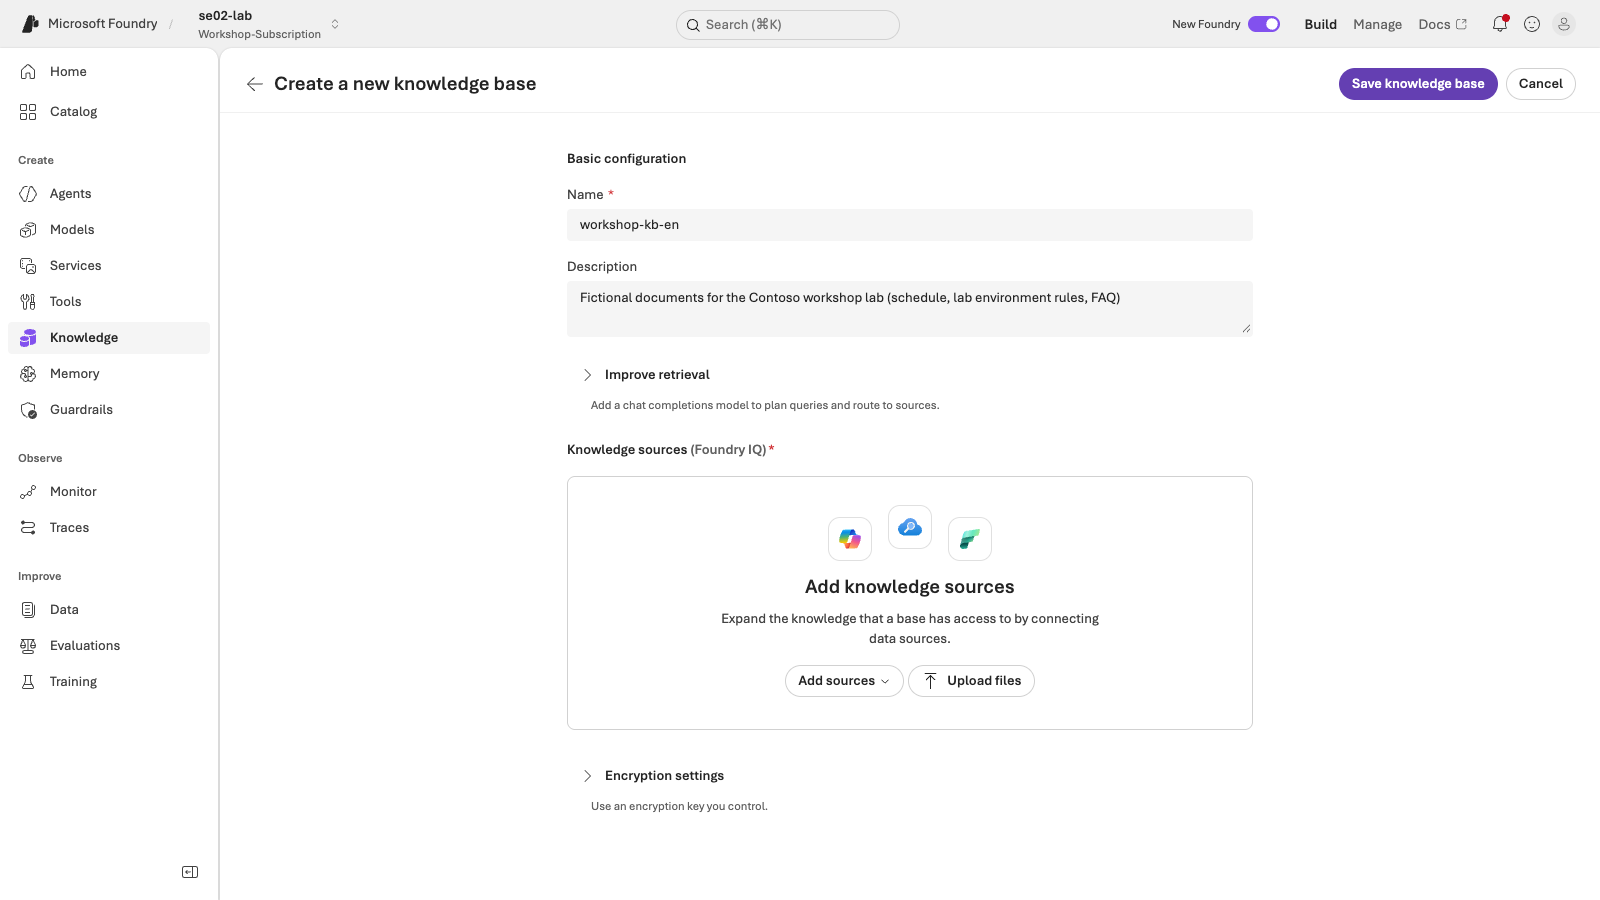 Microsoft Foundry
/
se02-lab
Workshop-Subscription
Search (⌘K)
New Foundry
Build
Manage
Docs
Home
Catalog
Create
Agents
Models
Services
Tools
Knowledge
Memory
Guardrails
Observe
Monitor
Traces
Improve
Data
Evaluations
Training
Create a new knowledge base
Save knowledge base
Cancel
Basic configuration
Name *
workshop-kb-en
Description
Fictional documents for the Contoso workshop lab (schedule, lab environment rules, FAQ)
Improve retrieval
Add a chat completions model to plan queries and route to sources.
Knowledge sources (Foundry IQ) *
Add knowledge sources
Expand the knowledge that a base has access to by connecting
data sources.
Add sources
Upload files
Encryption settings
Use an encryption key you control.